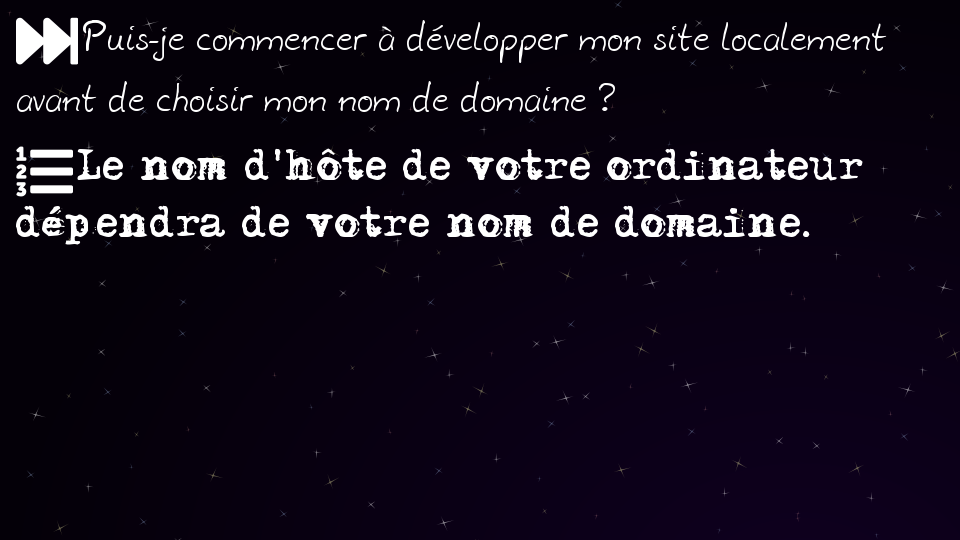 Puis-je commencer à développer mon site localement
avant de choisir mon nom de domaine ?
Le nom d'hôte de votre ordinateur
dépendra de votre nom de domaine.